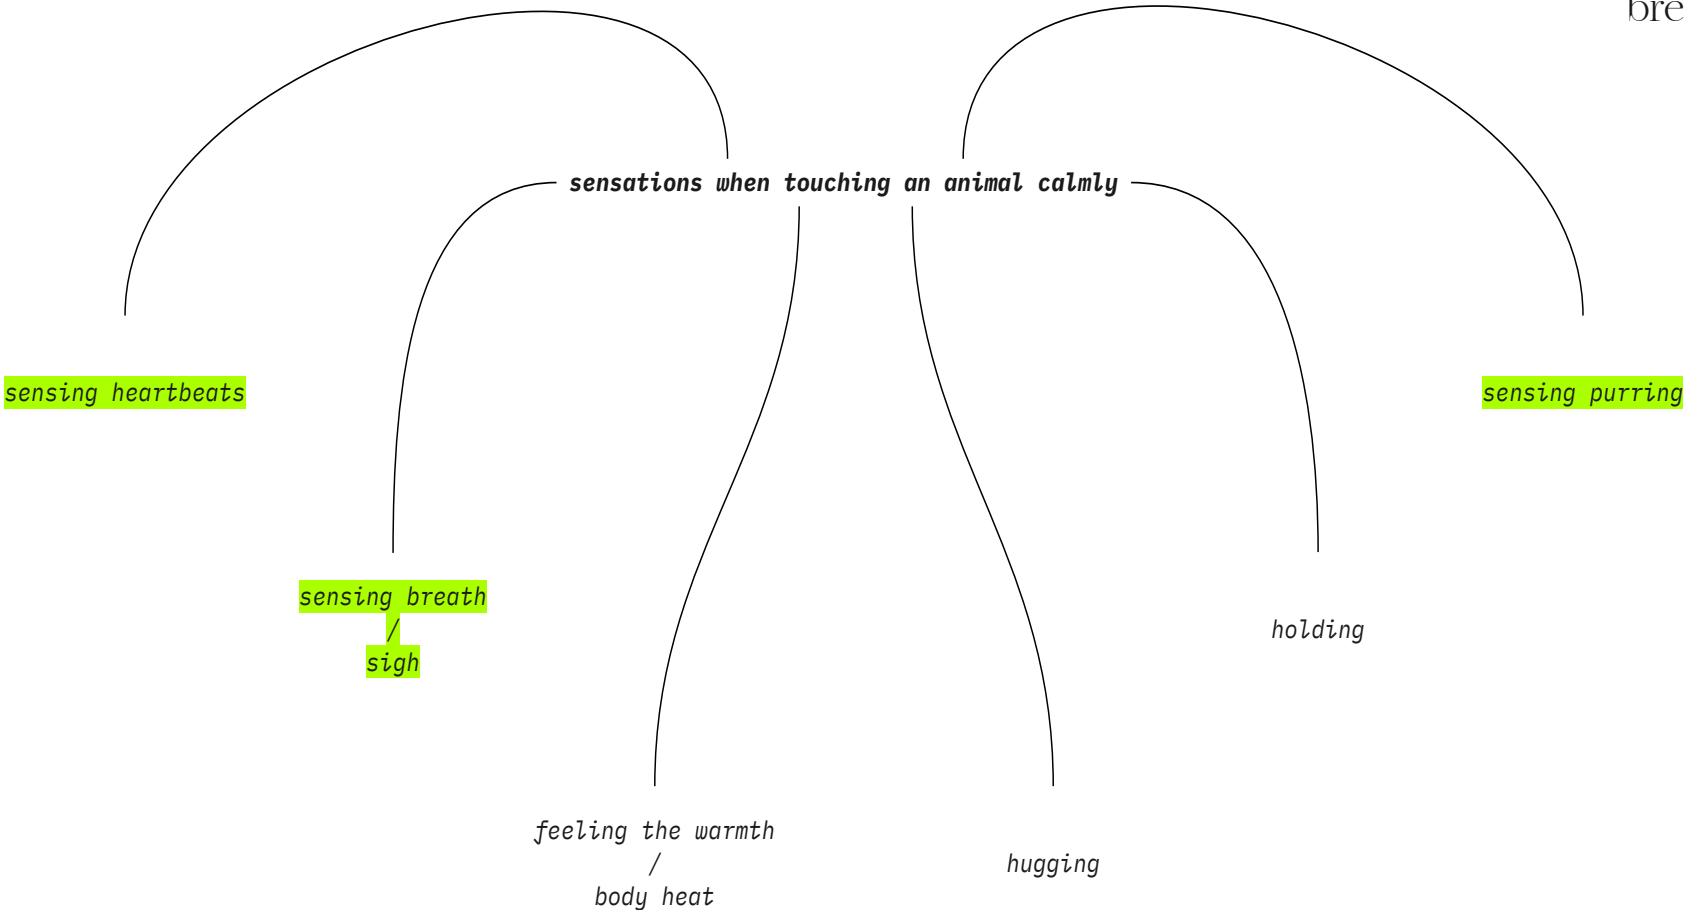 bre
sensations when touching an animal calmly
sensing heartbeats
sensing purring
sensing breath
/
sigh
holding
feeling the warmth
/
body heat
hugging